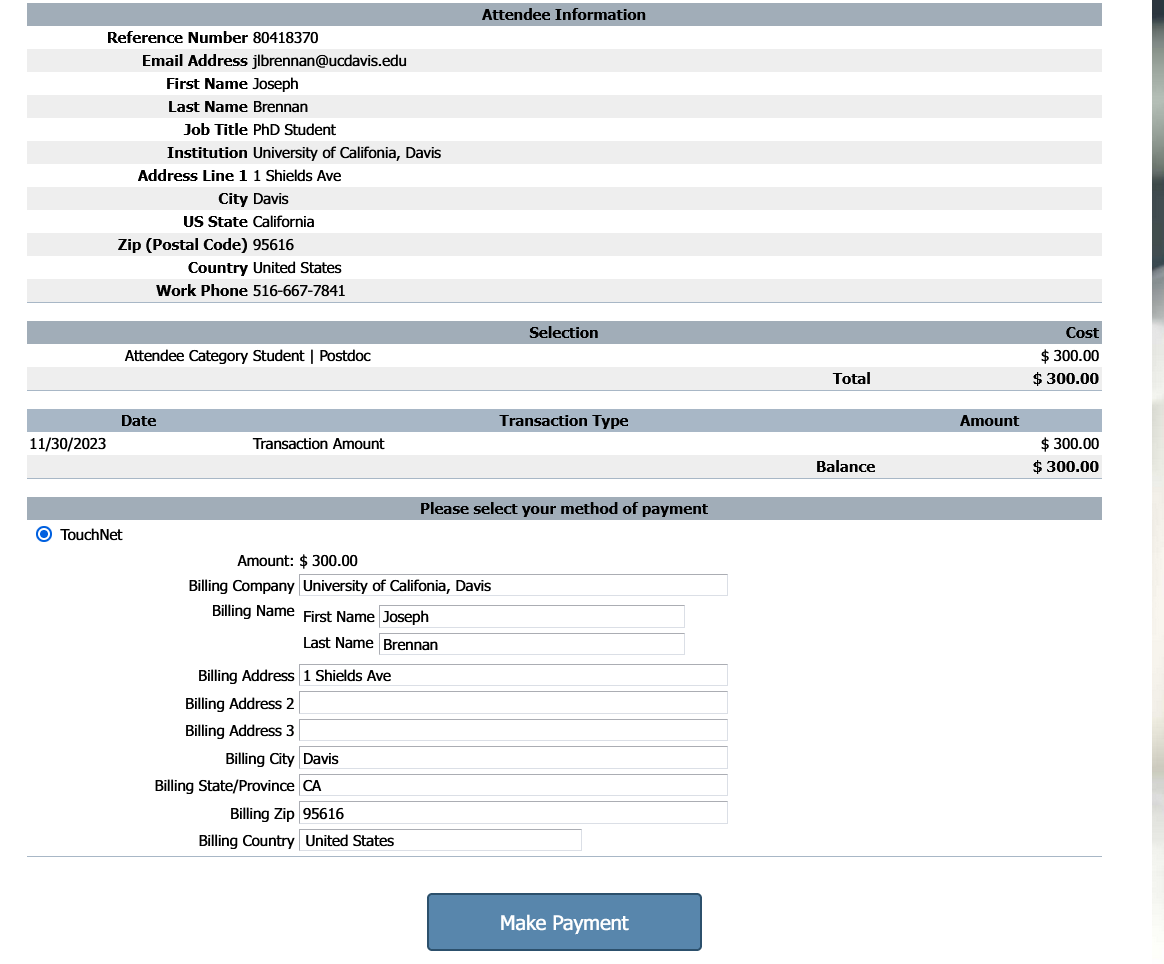 Attendee Information
Reference Number 80418370
Email Address jlbrennan@ucdavis.edu
First Name Joseph
Last Name Brennan
Job Title PhD Student
Institution University of Califonia, Davis
Address Line 1 1 Shields Ave
City Davis
US State California
Zip (Postal Code) 95616
Country United States
Work Phone 516-667-7841
Selection Cost
Attendee Category Student | Postdoc $ 300.00
Total $ 300.00
Date Transaction Type Amount
11/30/2023 Transaction Amount $ 300.00
Balance $ 300.00
Please select your method of payment
TouchNet
Amount: $ 300.00
Billing Company University of Califonia, Davis
Billing Name First Name Joseph
Last Name Brennan
Billing Address 1 Shields Ave
Billing Address 2
Billing Address 3
Billing City Davis
Billing State/Province CA
Billing Zip 95616
Billing Country United States
Make Payment